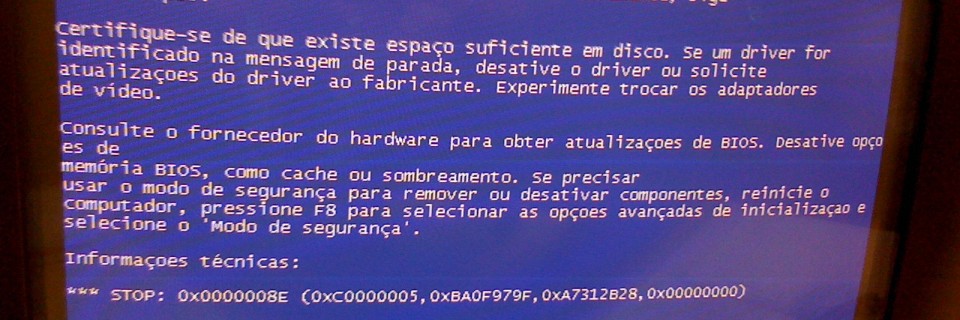 Certifique-se de que existe espaço suficiente em disco. Se um driver for
identificado na mensagem de parada, desative o driver ou solicite
atualizaçoes do driver ao fabricante. Experimente trocar os adaptadores
de vídeo.
Consulte o fornecedor do hardware para obter atualizaçoes de BIOS. Desative opço
es de
memória BIOS, como cache ou sombreamento. Se precisar
usar o modo de segurança para remover ou desativar componentes, reinicie o
computador, pressione F8 para selecionar as opçoes avançadas de inicializaçao e
selecione o 'Modo de segurança'.
Informaçoes técnicas:
*** STOP: 0x0000008E (0xC0000005,0xBA0F979F,0xA7312B28,0x00000000)